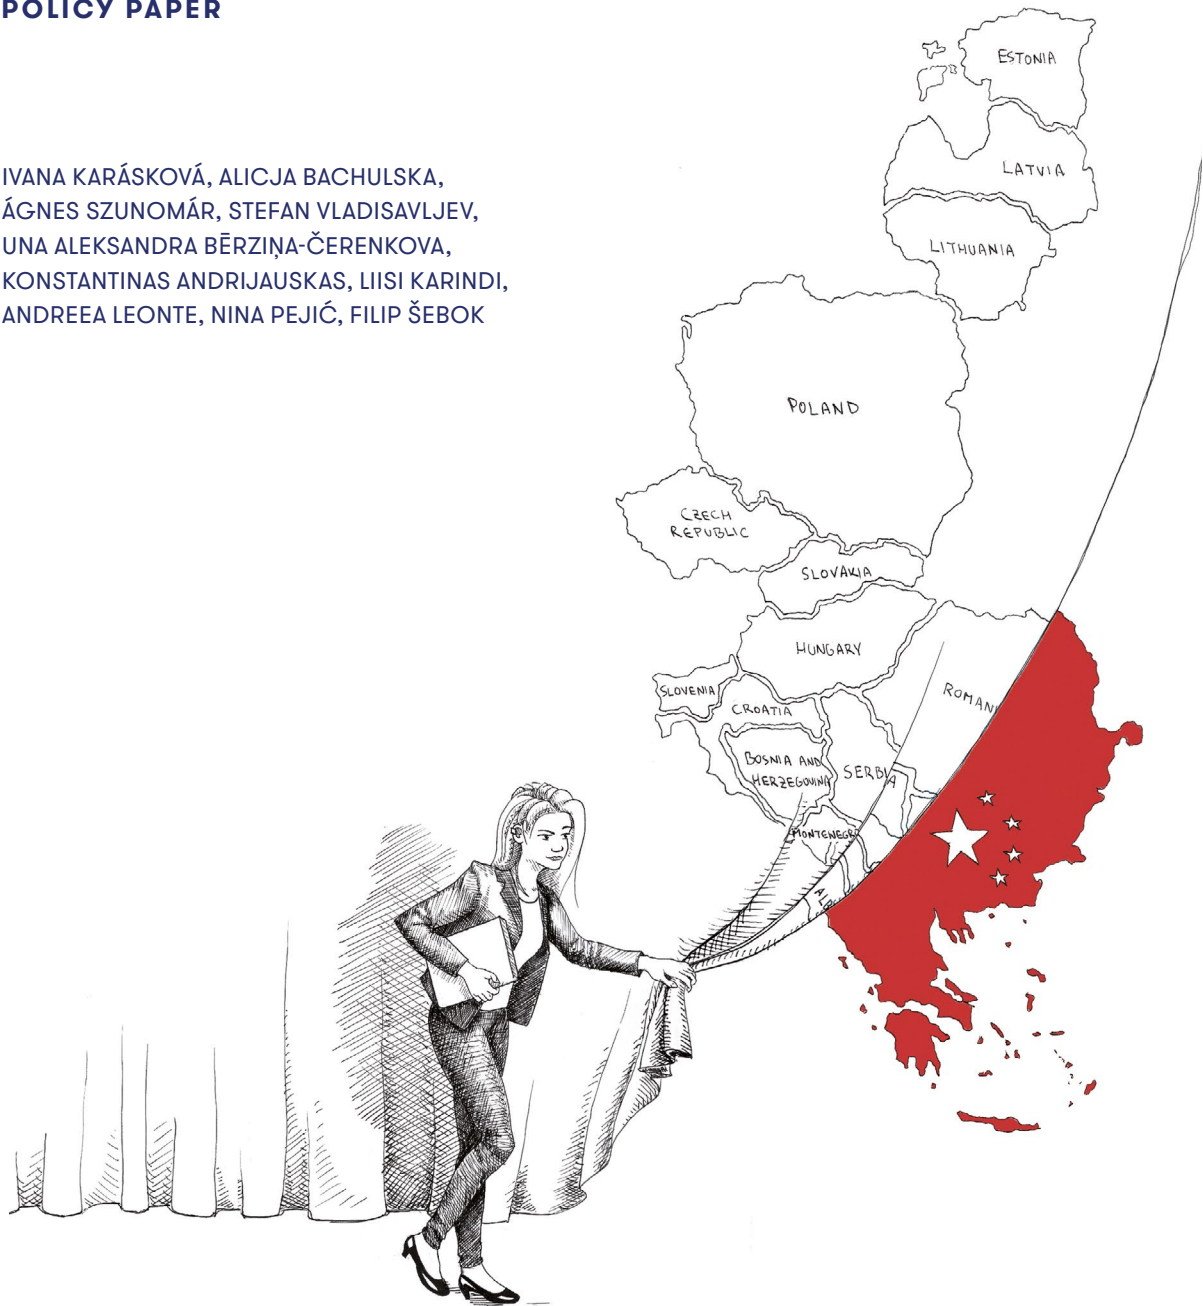 POLICY PAPER
IVANA KARÁSKOVÁ, ALICJA BACHULSKA,
ÁGNES SZUNOMÁR, STEFAN VLADISAVLJEV,
UNA ALEKSANDRA BĒRZIŅA-ČERENKOVA,
KONSTANTINAS ANDRIJAUSKAS, LIISI KARINDI,
ANDREEA LEONTE, NINA PEJIĆ, FILIP ŠEBOK
ESTONIA
LATVIA
LITHUANIA
POLAND
CZECH
REPUBLIC
SLOVAKIA
HUNGARY
SLOVENIA
CROATIA
ROMAN
BOSNIA AND
HERZEGOVINA
SERBIA
MONTENEGR